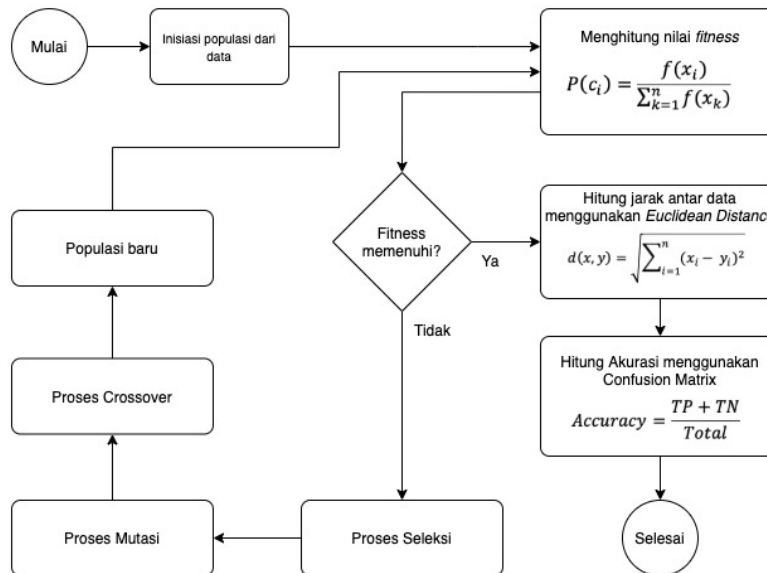 Mulai
Inisiasi populasi dari
data
Menghitung nilai fitness
P(c_i) = f(x_i) / ∑_{k=1}^{n} f(x_k)
Populasi baru
Fitness
memenuhi?
Ya
Tidak
Hitung jarak antar data
menggunakan Euclidean Distanc
d(x, y) = √∑_{i=1}^{n} (x_i − y_i)^2
Proses Crossover
Hitung Akurasi menggunakan
Confusion Matrix
Accuracy = TP + TN / Total
Proses Mutasi
Proses Seleksi
Selesai